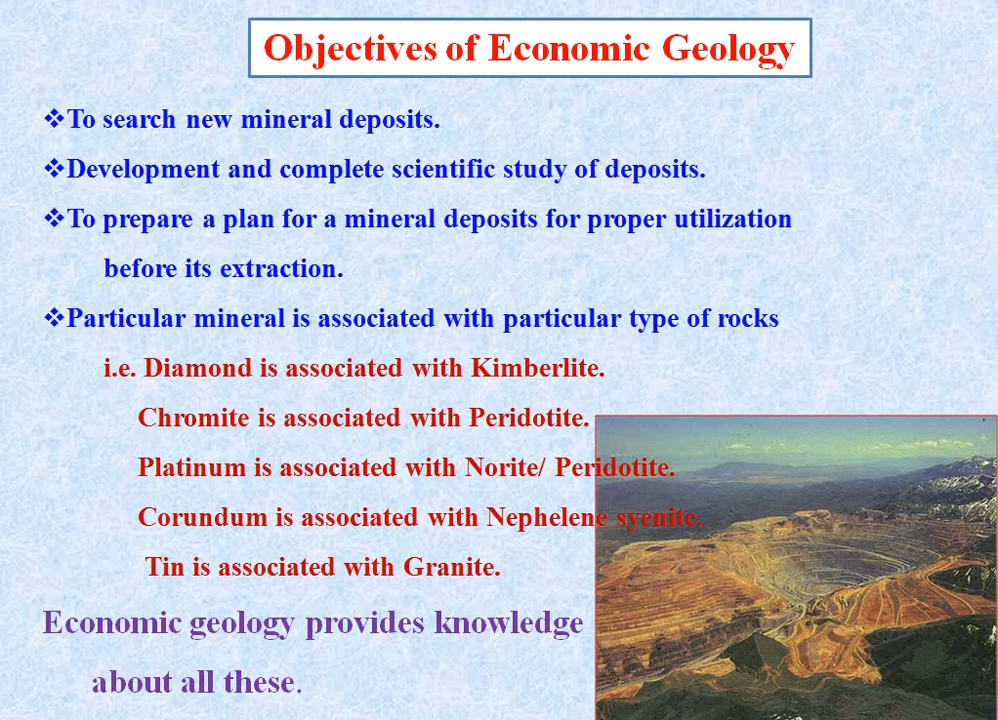 Objectives of Economic Geology
❖To search new mineral deposits.
❖Development and complete scientific study of deposits.
❖To prepare a plan for a mineral deposits for proper utilization
before its extraction.
❖Particular mineral is associated with particular type of rocks
i.e. Diamond is associated with Kimberlite.
Chromite is associated with Peridotite.
Platinum is associated with Norite/ Peridotite.
Corundum is associated with Nephelene syenite.
Tin is associated with Granite.
Economic geology provides knowledge
about all these.